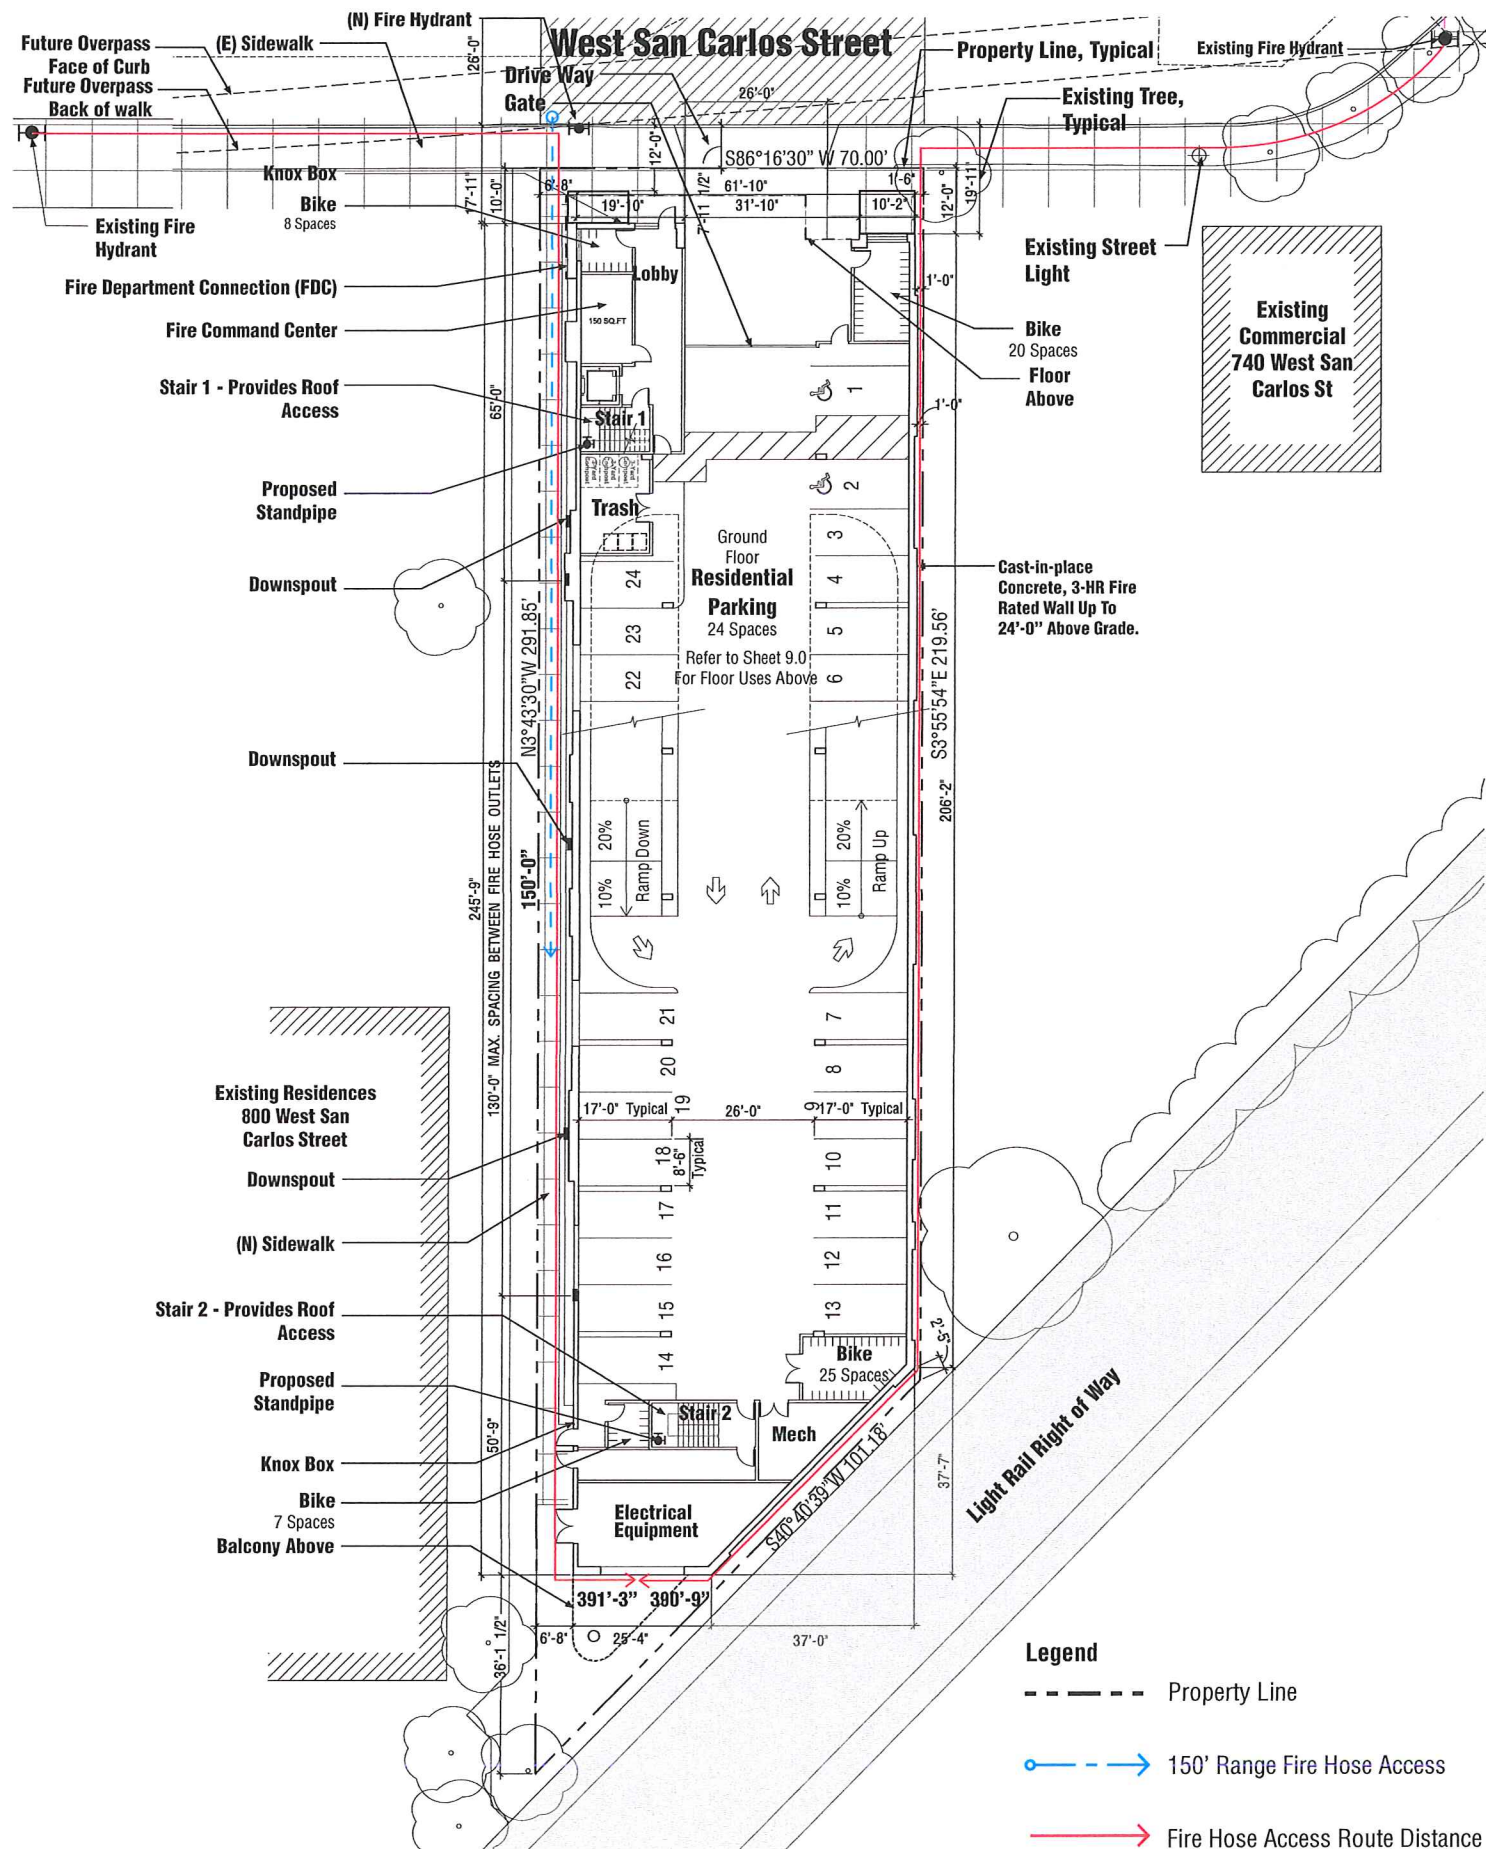 (N) Fire Hydrant
West San Carlos Street
Future Overpass
Face of Curb
Future Overpass
Back of walk
(E) Sidewalk
26'-0"
Drive Way
Gate
26'-0"
Property Line, Typical
Existing Fire Hydrant
Existing Tree,
Typical
12'-0"
S86°16'30" W 70.00'
Knox Box
Bike
8 Spaces
Existing Fire
Hydrant
17'-11"
10'-0"
6'-8"
61'-10"
1'-6"
19'-10"
7'-11 1/2"
31'-10"
10'-2"
12'-0"
19'-11"
Existing Street
Light
Fire Department Connection (FDC)
Lobby
1'-0"
Fire Command Center
150 SQ.FT
Bike
20 Spaces
Floor
Above
Existing
Commercial
740 West San
Carlos St
Stair 1 - Provides Roof
Access
65'-0"
Stair 1
1
1'-0"
Proposed
Standpipe
Trash
2
Downspout
Ground
Floor
Residential
Parking
24 Spaces
Refer to Sheet 9.0
For Floor Uses Above
3
4
5
6
24
23
22
Cast-in-place
Concrete, 3-HR Fire
Rated Wall Up To
24'-0" Above Grade.
N3°43'30"W 291.85'
S3°55'54"E 219.56'
Downspout
206'-2"
245'-9"
130'-0" MAX. SPACING BETWEEN FIRE HOSE OUTLETS
150'-0"
20%
10%
Ramp Down
20%
10%
Ramp Up
21
20
19
7
8
9
Existing Residences
800 West San
Carlos Street
17'-0" Typical
26'-0"
17'-0" Typical
18
8'-6"
Typical
10
Downspout
17
11
(N) Sidewalk
16
12
Stair 2 - Provides Roof
Access
15
13
14
Bike
25 Spaces
2'-5"
Proposed
Standpipe
Stair 2
Mech
50'-9"
Knox Box
Bike
7 Spaces
Balcony Above
Electrical
Equipment
S40°40'39"W 101.18'
37'-7"
Light Rail Right of Way
391'-3"
390'-9"
6'-8"
25'-4"
37'-0"
36'-1 1/2"
Legend
Property Line
150' Range Fire Hose Access
Fire Hose Access Route Distance